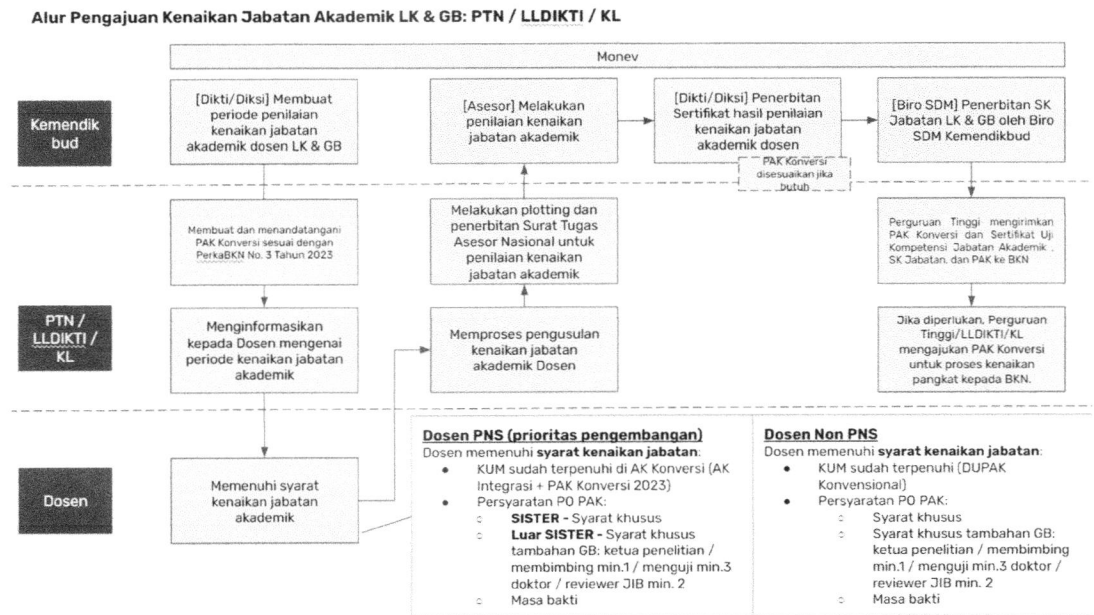 Alur Pengajuan Kenaikan Jabatan Akademik LK & GB: PTN / LLDIKTI / KL
Monev
Kemendik
bud
[Dikti/Diksi] Membuat
periode penilaian
kenaikan jabatan
akademik dosen LK & GB
[Asesor] Melakukan
penilaian kenaikan
jabatan akademik
[Dikti/Diksi] Penerbitan
Sertifikat hasil penilaian
kenaikan jabatan
akademik dosen
PAK Konversi
disesuaikan jika
butuh
[Biro SDM] Penerbitan SK
Jabatan LK & GB oleh Biro
SDM Kemendikbud
PTN /
LLDIKTI /
KL
Membuat dan menandatangani
PAK Konversi sesuai dengan
PerkaBKN No. 3 Tahun 2023
Melakukan plotting dan
penerbitan Surat Tugas
Asesor Nasional untuk
penilaian kenaikan
jabatan akademik
Perguruan Tinggi mengirimkan
PAK Konversi dan Sertifikat Uji
Kompetensi Jabatan Akademik ,
SK Jabatan, dan PAK ke BKN
Menginformasikan
kepada Dosen mengenai
periode kenaikan jabatan
akademik
Memproses pengusulan
kenaikan jabatan
akademik Dosen
Jika diperlukan, Perguruan
Tinggi/LLDIKTI/KL
mengajukan PAK Konversi
untuk proses kenaikan
pangkat kepada BKN.
Dosen
Memenuhi syarat
kenaikan jabatan
akademik
Dosen PNS (prioritas pengembangan)
Dosen memenuhi syarat kenaikan jabatan:
● KUM sudah terpenuhi di AK Konversi (AK
Integrasi + PAK Konversi 2023)
● Persyaratan PO PAK:
○ SISTER - Syarat khusus
○ Luar SISTER - Syarat khusus
tambahan GB: ketua penelitian /
membimbing min.1 / menguji min.3
doktor / reviewer JIB min. 2
○ Masa bakti
Dosen Non PNS
Dosen memenuhi syarat kenaikan jabatan:
● KUM sudah terpenuhi (DUPAK
Konvensional)
● Persyaratan PO PAK:
○ Syarat khusus
○ Syarat khusus tambahan GB:
ketua penelitian /
membimbing
min.1 / menguji min.3 doktor /
reviewer JIB min. 2
○ Masa bakti